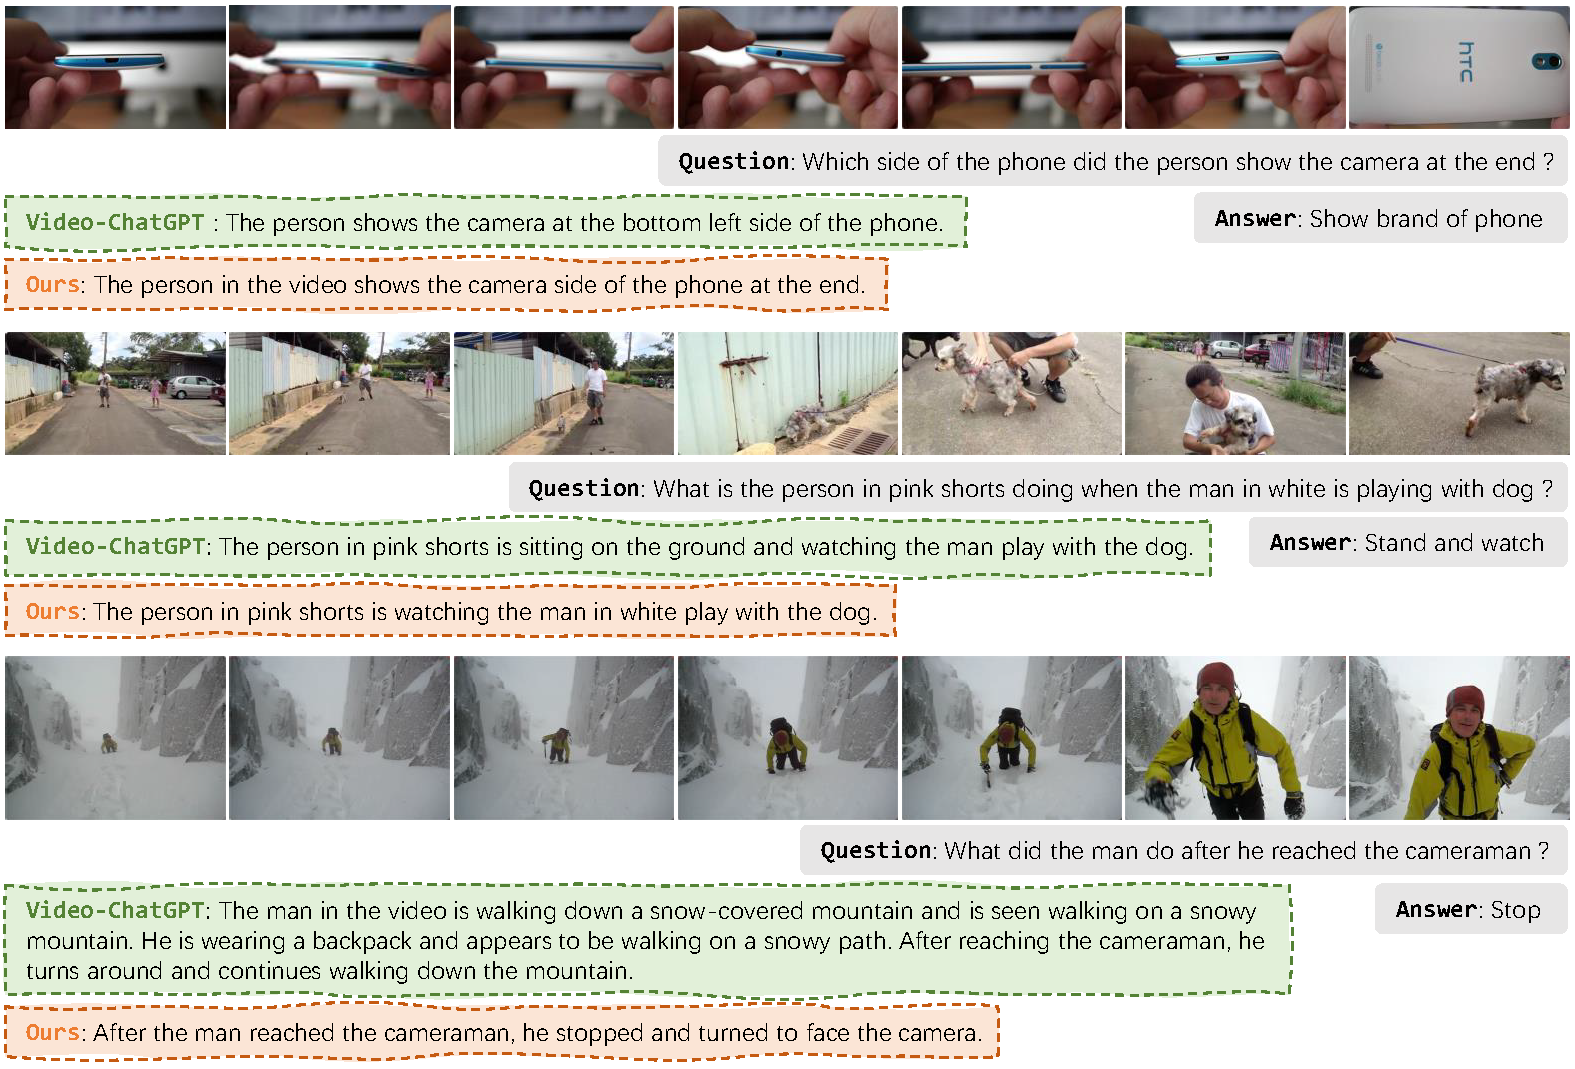 hTC
Question: Which side of the phone did the person show the camera at the end ?
Video-ChatGPT : The person shows the camera at the bottom left side of the phone.
Answer: Show brand of phone
Ours: The person in the video shows the camera side of the phone at the end.
Question: What is the person in pink shorts doing when the man in white is playing with dog ?
Video-ChatGPT: The person in pink shorts is sitting on the ground and watching the man play with the dog.
Answer: Stand and watch
Ours: The person in pink shorts is watching the man in white play with the dog.
Question: What did the man do after he reached the cameraman ?
Video-ChatGPT: The man in the video is walking down a snow-covered mountain and is seen walking on a snowy
mountain. He is wearing a backpack and appears to be walking on a snowy path. After reaching the cameraman, he
turns around and continues walking down the mountain.
Answer: Stop
Ours: After the man reached the cameraman, he stopped and turned to face the camera.